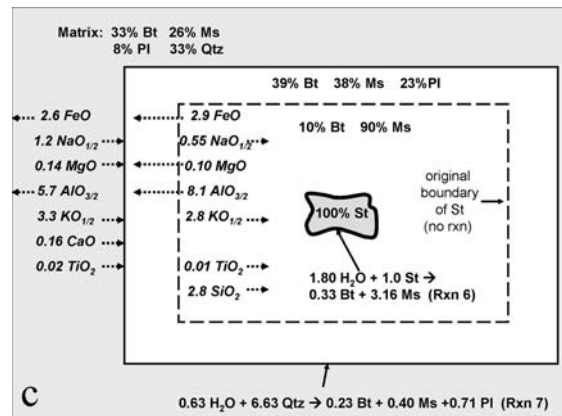 Matrix: 33% Bt 26% Ms
8% Pl 33% Qtz
39% Bt 38% Ms 23%Pl
2.6 FeO 2.9 FeO
10% Bt 90% Ms
1.2 NaO1/2 0.55 NaO1/2
0.14 MgO 0.10 MgO
original
boundary
of St
(no rxn)
5.7 AlO3/2 8.1 AlO3/2
3.3 KO1/2 2.8 KO1/2
100% St
0.16 CaO
0.02 TiO2 0.01 TiO2
2.8 SiO2
1.80 H2O + 1.0 St →
0.33 Bt + 3.16 Ms (Rxn 6)
c
0.63 H2O + 6.63 Qtz → 0.23 Bt + 0.40 Ms +0.71 Pl (Rxn 7)